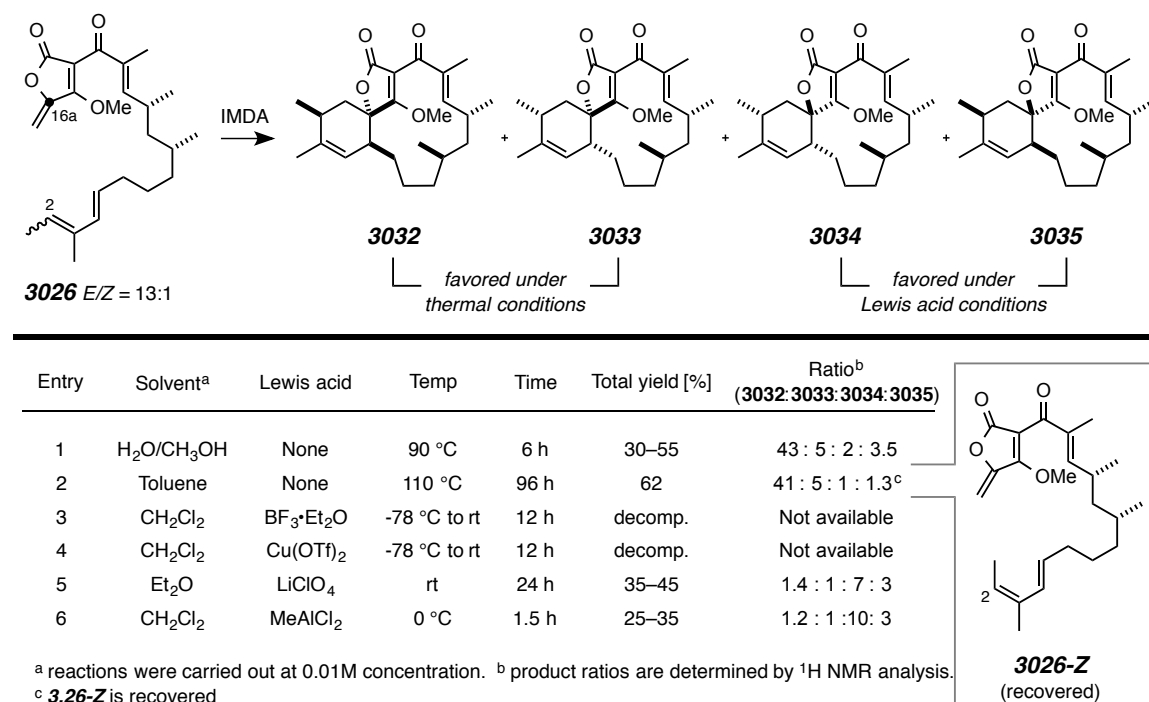 O O O O O O O O O O
O O O O O
16a OMe IMDA OMe + OMe + OMe + OMe
2
3032 3033 3034 3035
3026 E/Z = 13:1
favored under thermal conditions
favored under Lewis acid conditions
Entry Solventa Lewis acid Temp Time Total yield [%] Ratiob (3032:3033:3034:3035)
1 H2O/CH3OH None 90 °C 6 h 30–55 43 : 5 : 2 : 3.5
2 Toluene None 110 °C 96 h 62 41 : 5 : 1 : 1.3c
3 CH2Cl2 BF3•Et2O -78 °C to rt 12 h decomp. Not available
4 CH2Cl2 Cu(OTf)2 -78 °C to rt 12 h decomp. Not available
5 Et2O LiClO4 rt 24 h 35–45 1.4 : 1 : 7 : 3
6 CH2Cl2 MeAlCl2 0 °C 1.5 h 25–35 1.2 : 1 :10: 3
a reactions were carried out at 0.01M concentration. b product ratios are determined by 1H NMR analysis.
c 3.26-Z is recovered
O O
O
OMe
2
3026-Z
(recovered)